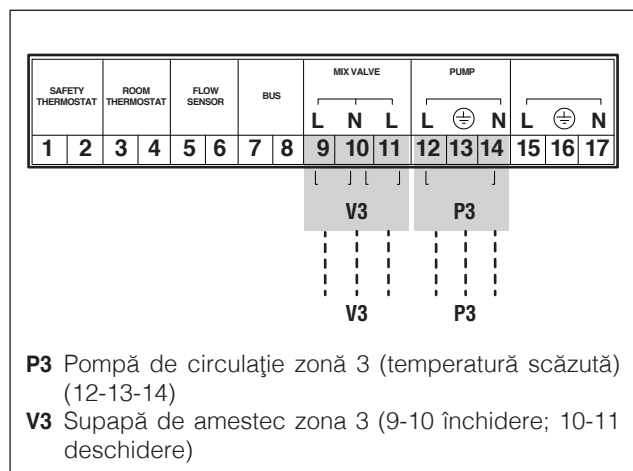 MIX VALVE PUMP
SAFETY THERMOSTAT ROOM THERMOSTAT FLOW SENSOR BUS
L N L L N L N
1 2 3 4 5 6 7 8 9 10 11 12 13 14 15 16 17
V3 P3
V3 P3
P3 Pompă de circulaţie zonă 3 (temperatură scăzută)
(12-13-14)
V3 Supapă de amestec zona 3 (9-10 închidere; 10-11
deschidere)